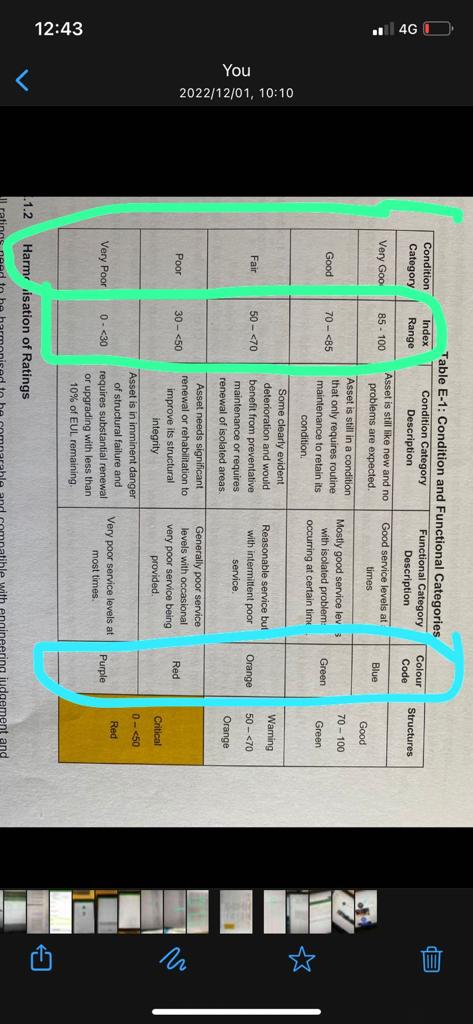 12:43
4G
You
2022/12/01, 10:10
Table E-1: Condition and Functional Categories
Condition Category
Index Range
Condition Category Description
Functional Category Description
Colour Code
Structures
Very Good
85 - 100
Asset is still like new and no
problems are expected.
Good service levels at
times
Blue
Good
70 – 100
Green
Good
70 – <85
Asset is still in a condition
that only requires routine
maintenance to retain its
condition.
Mostly good service
with isolated problems
occurring at certain
Green
Fair
50 – <70
Some clearly evident
deterioration and would
benefit from preventative
maintenance or requires
renewal of isolated areas.
Reasonable service but
with intermittent poor
service.
Orange
Warning
50 – <70
Orange
Poor
30 – <50
Asset needs significant
renewal or rehabilitation to
improve its structural
integrity
Generally poor service
levels with occasional
very poor service being
provided.
Red
Critical
0 – <50
Red
Very Poor
0 - <30
Asset is in imminent danger
of structural failure and
requires substantial renewal
or upgrading with less than
10% of EUL remaining.
Very poor service levels at
most times.
Purple
.1.2 Harmonisation of Ratings
ratings need to be harmonised to be comparable and compatible with engineering judgement and